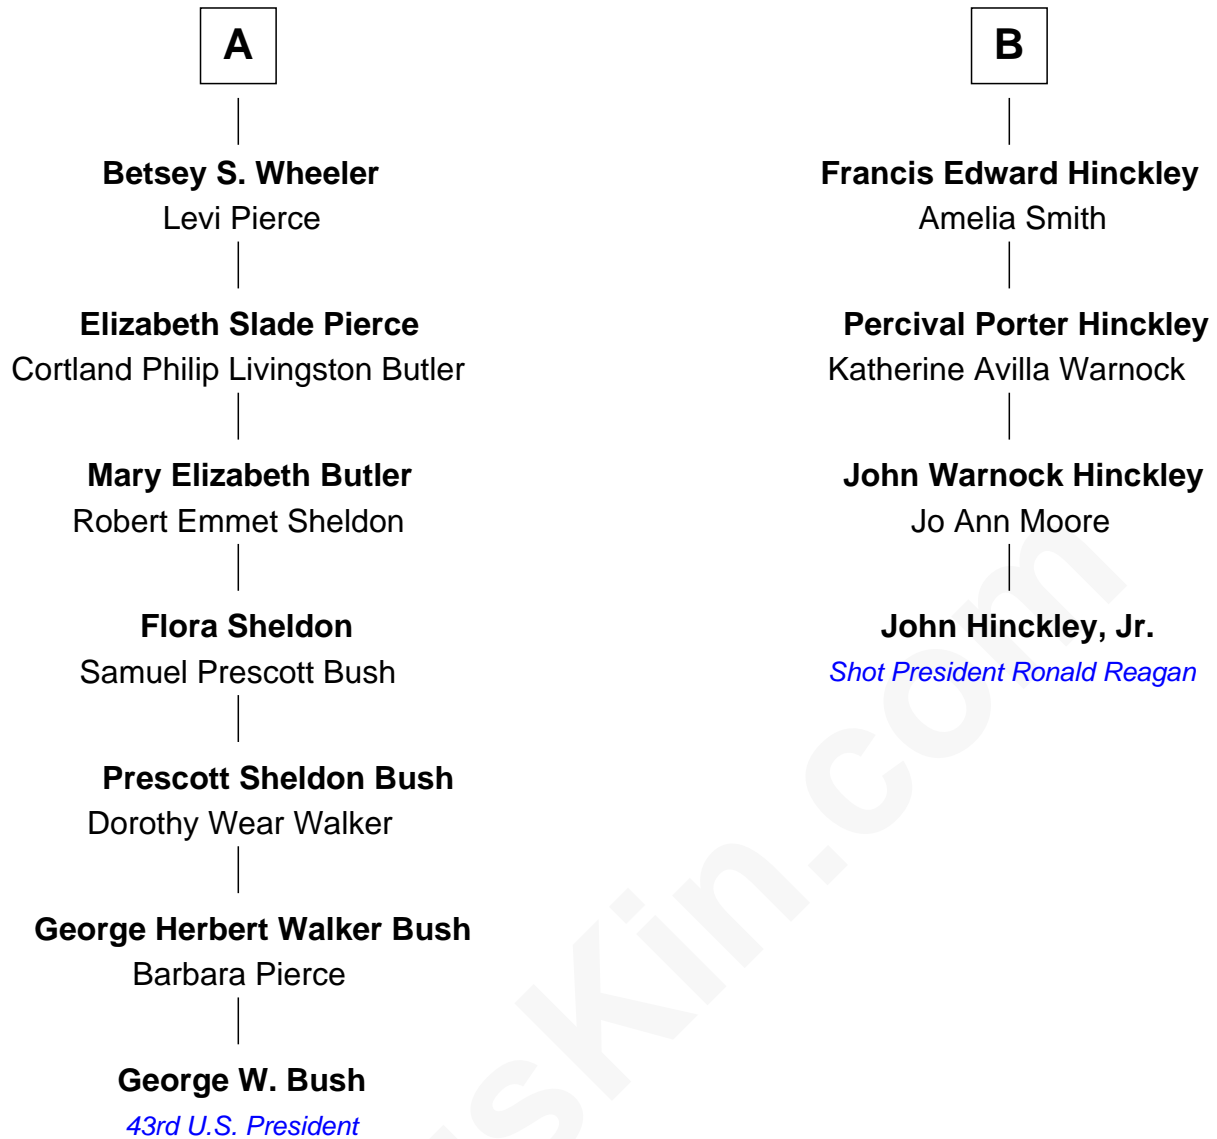 A
Betsey S. Wheeler
Levi Pierce
Elizabeth Slade Pierce
Cortland Philip Livingston Butler
Mary Elizabeth Butler
Robert Emmet Sheldon
Flora Sheldon
Samuel Prescott Bush
Prescott Sheldon Bush
Dorothy Wear Walker
George Herbert Walker Bush
Barbara Pierce
George W. Bush
43rd U.S. President
B
Francis Edward Hinckley
Amelia Smith
Percival Porter Hinckley
Katherine Avilla Warnock
John Warnock Hinckley
Jo Ann Moore
John Hinckley, Jr.
Shot President Ronald Reagan
sKin.com